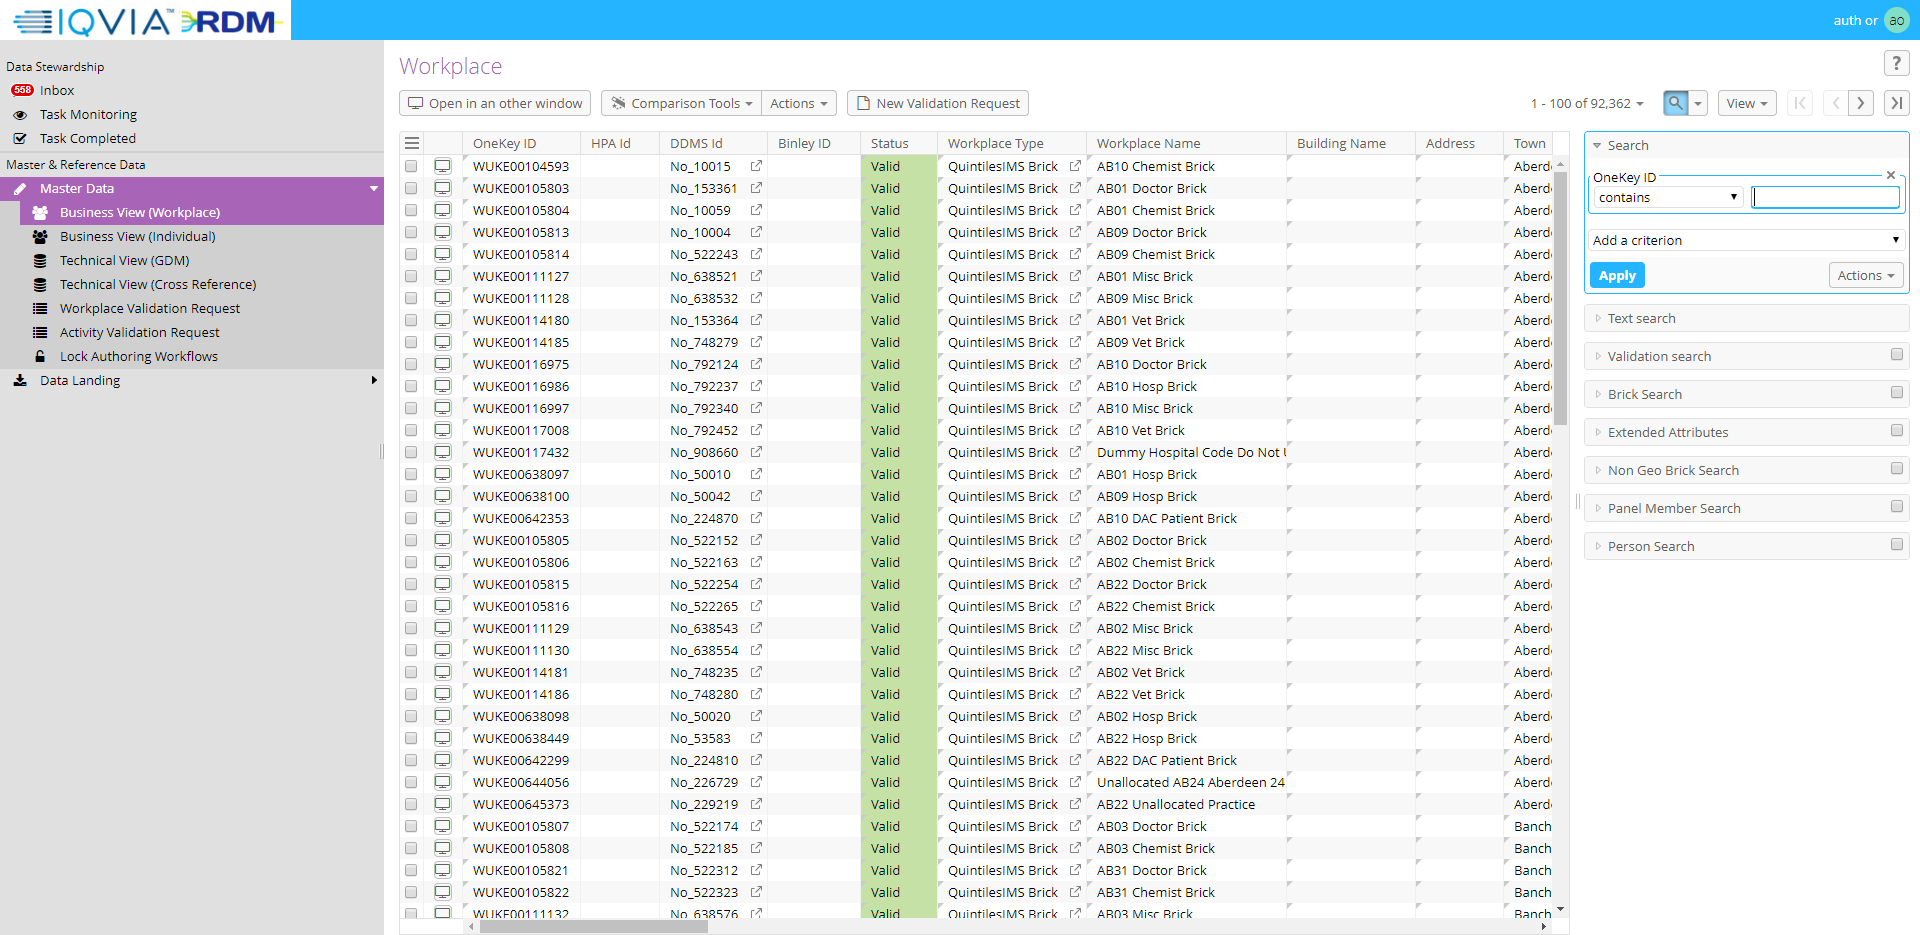 IQVIA™ RDM
auth or ao
Data Stewardship
558 Inbox
Task Monitoring
Task Completed
Master & Reference Data
Master Data
Business View (Workplace)
Business View (Individual)
Technical View (GDM)
Technical View (Cross Reference)
Workplace Validation Request
Activity Validation Request
Lock Authoring Workflows
Data Landing
Workplace
?
Open in an other window Comparison Tools Actions New Validation Request 1 - 100 of 92,362 View
OneKey ID HPA Id DDMS Id Binley ID Status Workplace Type Workplace Name Building Name Address Town
WUKE00104593 No_10015 Valid QuintilesIMS Brick AB10 Chemist Brick Aberd
WUKE00105803 No_153361 Valid QuintilesIMS Brick AB01 Doctor Brick Aberd
WUKE00105804 No_10059 Valid QuintilesIMS Brick AB01 Chemist Brick Aberd
WUKE00105813 No_10004 Valid QuintilesIMS Brick AB09 Doctor Brick Aberd
WUKE00105814 No_522243 Valid QuintilesIMS Brick AB09 Chemist Brick Aberd
WUKE00111127 No_638521 Valid QuintilesIMS Brick AB01 Misc Brick Aberd
WUKE00111128 No_638532 Valid QuintilesIMS Brick AB09 Misc Brick Aberd
WUKE00114180 No_153364 Valid QuintilesIMS Brick AB01 Vet Brick Aberd
WUKE00114185 No_748279 Valid QuintilesIMS Brick AB09 Vet Brick Aberd
WUKE00116975 No_792124 Valid QuintilesIMS Brick AB10 Doctor Brick Aberd
WUKE00116986 No_792237 Valid QuintilesIMS Brick AB10 Hosp Brick Aberd
WUKE00116997 No_792340 Valid QuintilesIMS Brick AB10 Misc Brick Aberd
WUKE00117008 No_792452 Valid QuintilesIMS Brick AB10 Vet Brick Aberd
WUKE00117432 No_908660 Valid QuintilesIMS Brick Dummy Hospital Code Do Not Aberd
WUKE00638097 No_50010 Valid QuintilesIMS Brick AB01 Hosp Brick Aberd
WUKE00638100 No_50042 Valid QuintilesIMS Brick AB09 Hosp Brick Aberd
WUKE00642353 No_224870 Valid QuintilesIMS Brick AB10 DAC Patient Brick Aberd
WUKE00105805 No_522152 Valid QuintilesIMS Brick AB02 Doctor Brick Aberd
WUKE00105806 No_522163 Valid QuintilesIMS Brick AB02 Chemist Brick Aberd
WUKE00105815 No_522254 Valid QuintilesIMS Brick AB22 Doctor Brick Aberd
WUKE00105816 No_522265 Valid QuintilesIMS Brick AB22 Chemist Brick Aberd
WUKE00111129 No_638543 Valid QuintilesIMS Brick AB02 Misc Brick Aberd
WUKE00111130 No_638554 Valid QuintilesIMS Brick AB22 Misc Brick Aberd
WUKE00114181 No_748235 Valid QuintilesIMS Brick AB02 Vet Brick Aberd
WUKE00114186 No_748280 Valid QuintilesIMS Brick AB22 Vet Brick Aberd
WUKE00638098 No_50020 Valid QuintilesIMS Brick AB02 Hosp Brick Aberd
WUKE00638449 No_53583 Valid QuintilesIMS Brick AB22 Hosp Brick Aberd
WUKE00642299 No_224810 Valid QuintilesIMS Brick AB22 DAC Patient Brick Aberd
WUKE00644056 No_226729 Valid QuintilesIMS Brick Unallocated AB24 Aberdeen 24 Aberd
WUKE00645373 No_229219 Valid QuintilesIMS Brick AB22 Unallocated Practice Aberd
WUKE00105807 No_522174 Valid QuintilesIMS Brick AB03 Doctor Brick Banch
WUKE00105808 No_522185 Valid QuintilesIMS Brick AB03 Chemist Brick Banch
WUKE00105821 No_522312 Valid QuintilesIMS Brick AB31 Doctor Brick Banch
WUKE00105822 No_522323 Valid QuintilesIMS Brick AB31 Chemist Brick Banch
WUKE00111132 No_638576 Valid QuintilesIMS Brick AB03 Misc Brick Banch
Search
OneKey ID
contains
Add a criterion
Apply Actions
Text search
Validation search
Brick Search
Extended Attributes
Non Geo Brick Search
Panel Member Search
Person Search